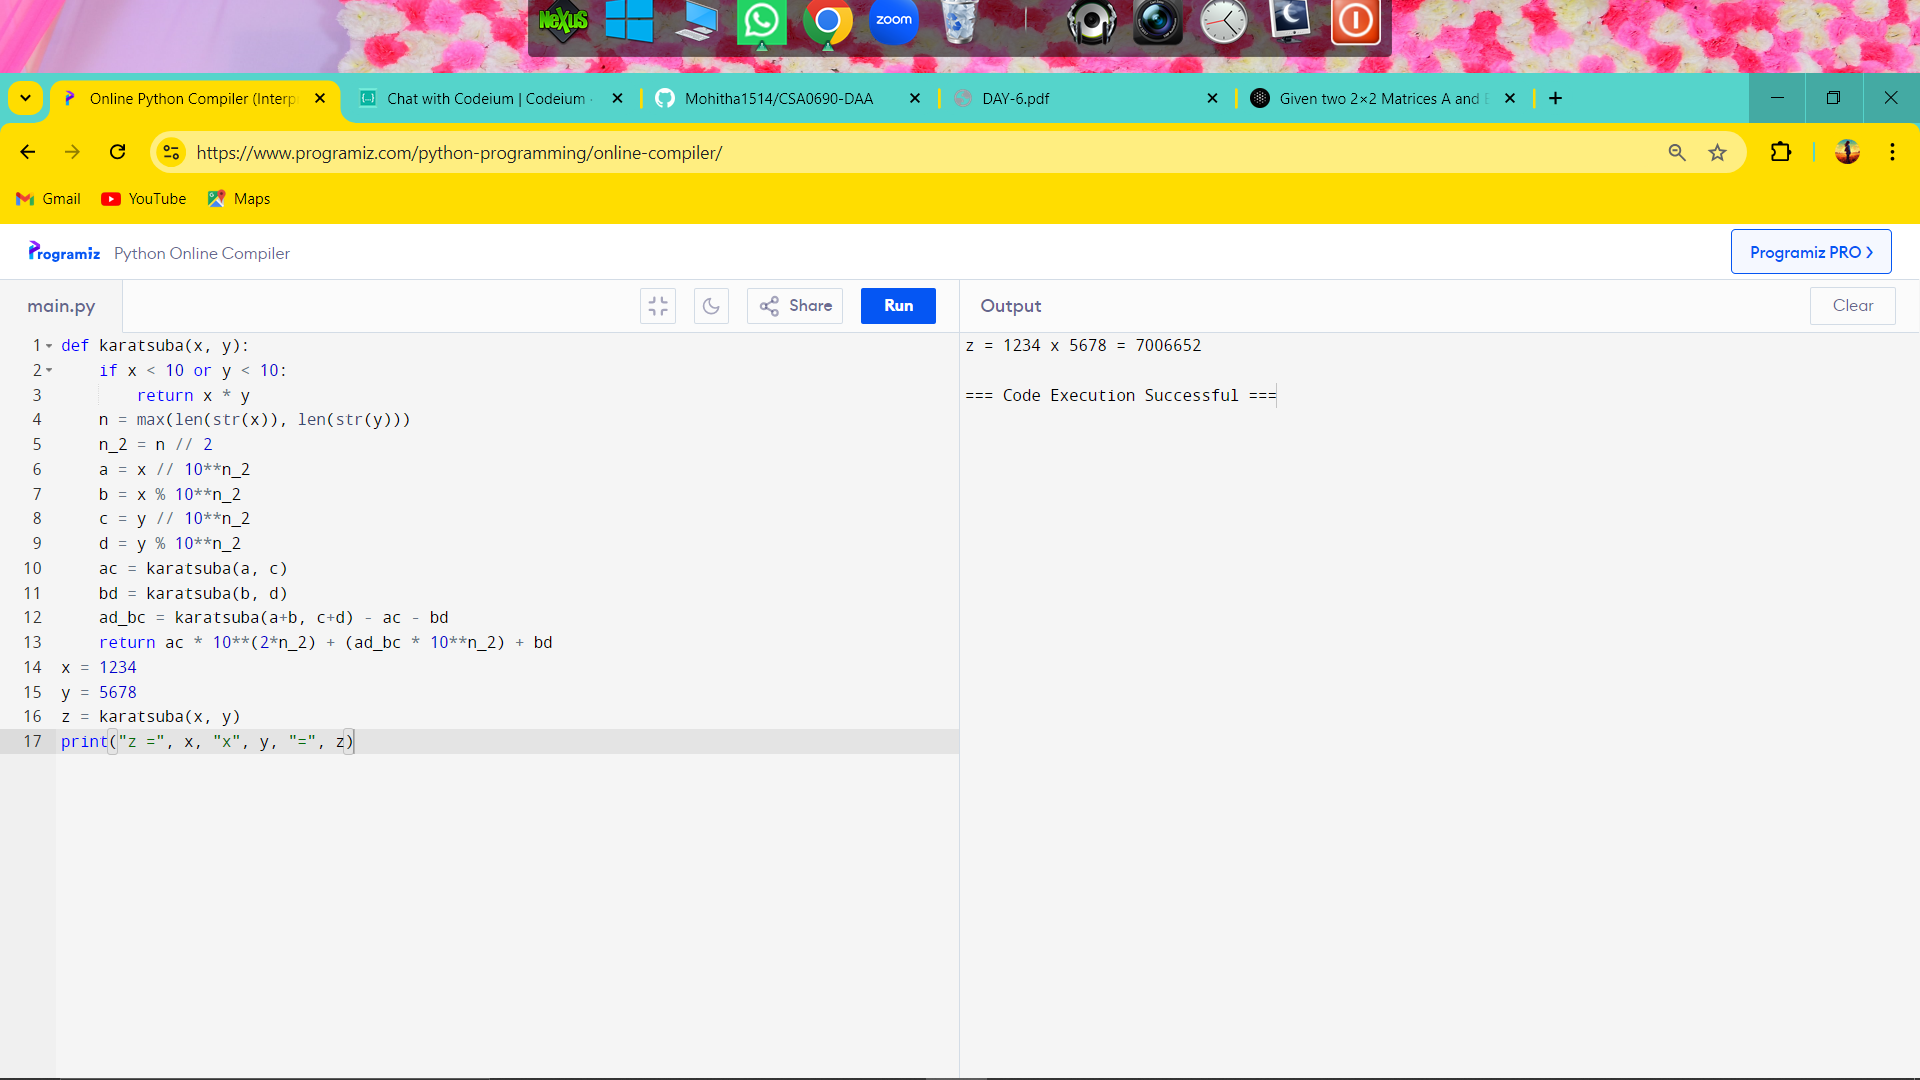 NeXuS
zoom
Online Python Compiler (Interp
Chat with Codeium | Codeium ·
Mohitha1514/CSA0690-DAA
DAY-6.pdf
Given two 2×2 Matrices A and B
https://www.programiz.com/python-programming/online-compiler/
Gmail
YouTube
Maps
Programiz
Python Online Compiler
Programiz PRO >
main.py
Share
Run
Output
Clear
1 def karatsuba(x, y):
2     if x < 10 or y < 10:
3         return x * y
4     n = max(len(str(x)), len(str(y)))
5     n_2 = n // 2
6     a = x // 10**n_2
7     b = x % 10**n_2
8     c = y // 10**n_2
9     d = y % 10**n_2
10     ac = karatsuba(a, c)
11     bd = karatsuba(b, d)
12     ad_bc = karatsuba(a+b, c+d) - ac - bd
13     return ac * 10**(2*n_2) + (ad_bc * 10**n_2) + bd
14 x = 1234
15 y = 5678
16 z = karatsuba(x, y)
17 print("z =", x, "x", y, "=", z)
z = 1234 x 5678 = 7006652
=== Code Execution Successful ===